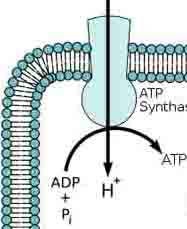 ATP
Synthas
ATP
ADP
+
Pi
H+